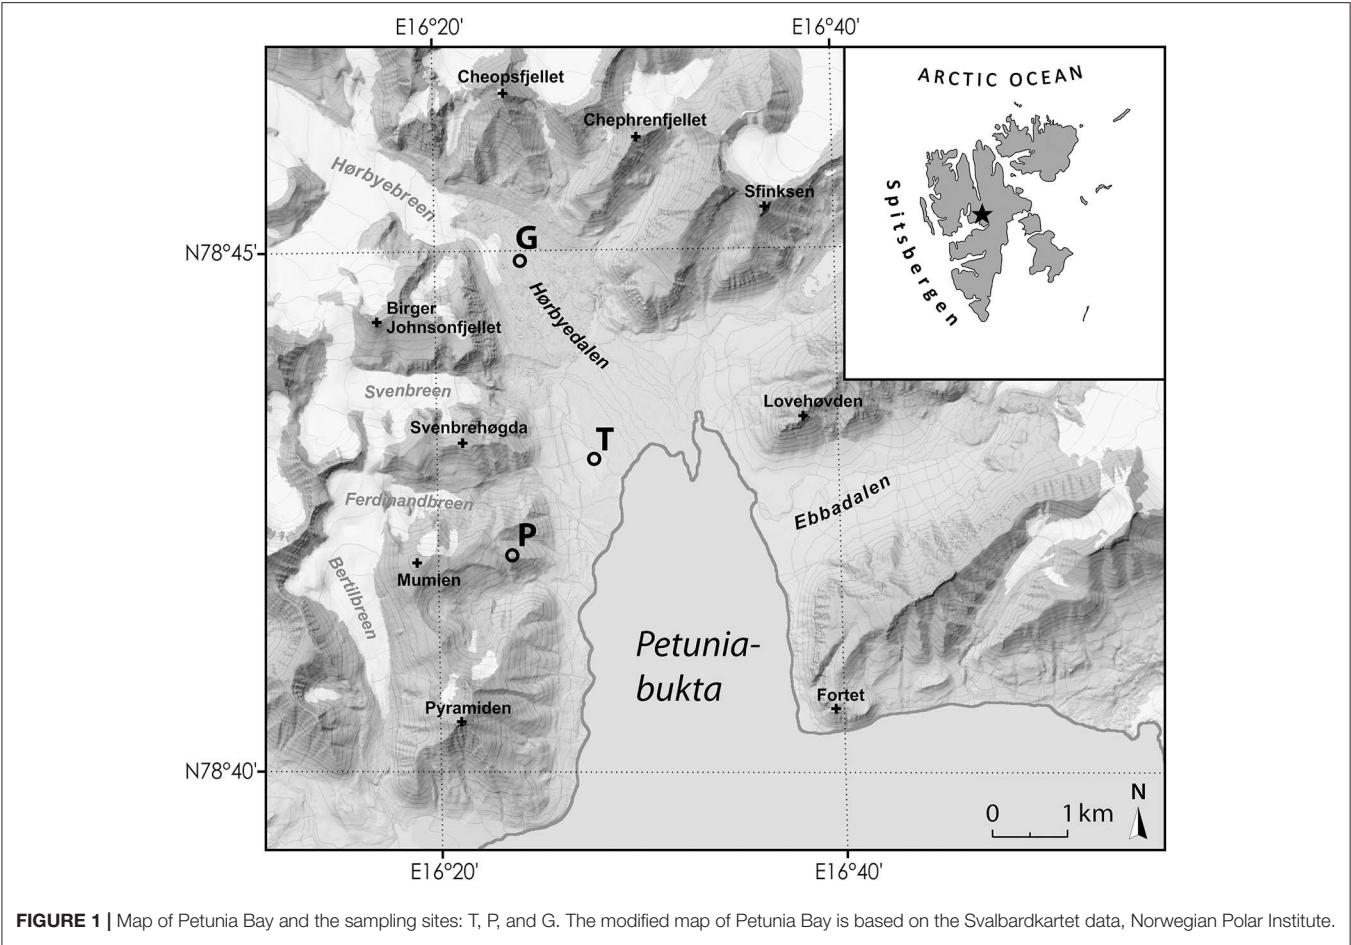 E16°20'
E16°40'
ARCTIC OCEAN
Cheopsfjellet
Chephrenfjellet
Sfinksen
Hørbyebreen
Spitsbergen
G
N78°45'
Hørbyedalen
Birger
Johnsonfjellet
Svenbreen
Lovehøvden
Svenbrehøgda
T
Ferdinandbreen
Ebbadalen
P
Mumien
Bertilbreen
Petunia-
bukta
Fortet
Pyramiden
N78°40'
N
0 1 km
E16°20'
E16°40'
FIGURE 1 | Map of Petunia Bay and the sampling sites: T, P, and G. The modified map of Petunia Bay is based on the Svalbardkartet data, Norwegian Polar Institute.